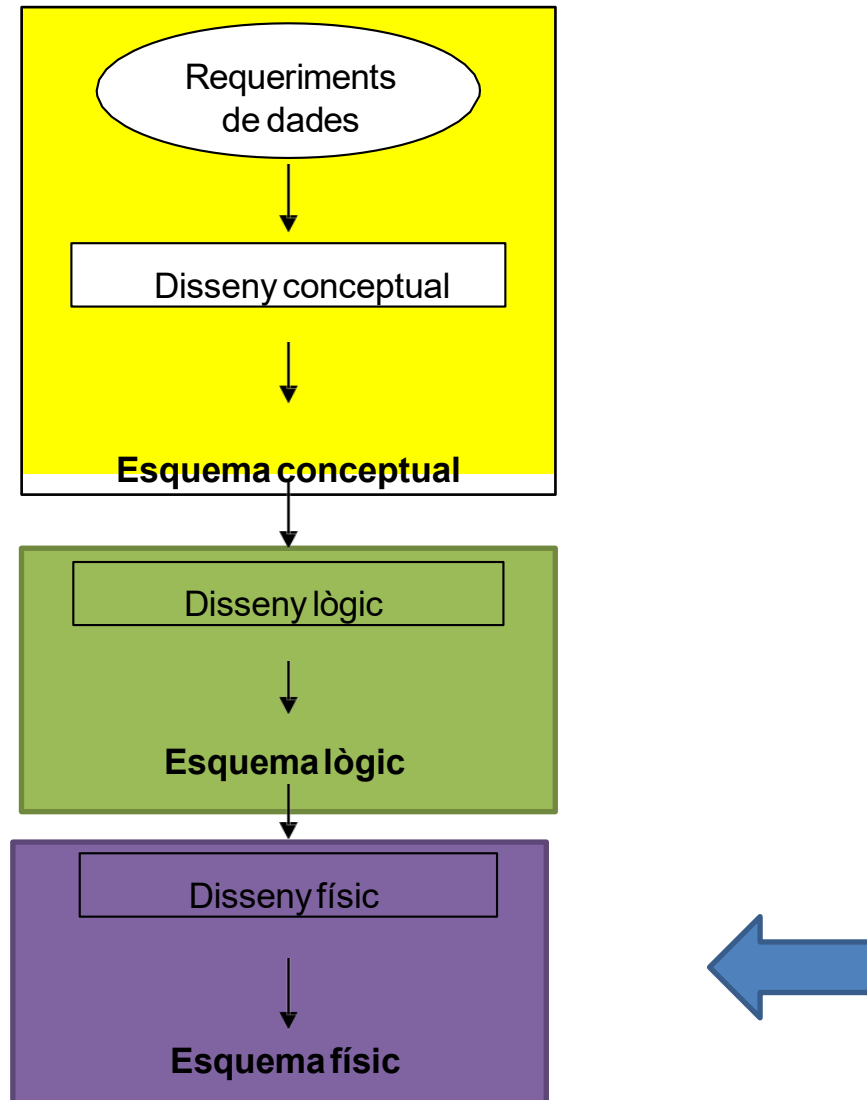 Requeriments
de dades
Disseny conceptual
Esquema conceptual
Disseny lògic
Esquema lògic
Disseny físic
Esquema físic